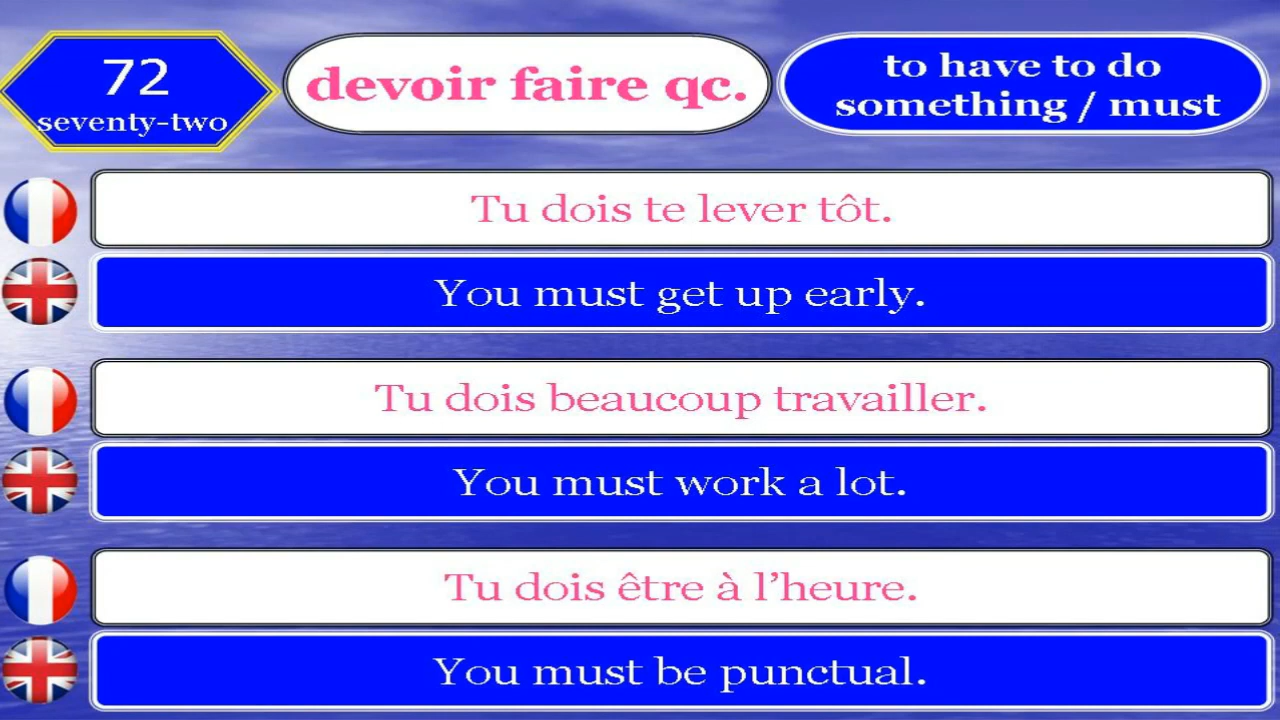 72
seventy-two
devoir faire qc.
to have to do
something / must
Tu dois te lever tôt.
You must get up early.
Tu dois beaucoup travailler.
You must work a lot.
Tu dois être à l’heure.
You must be punctual.